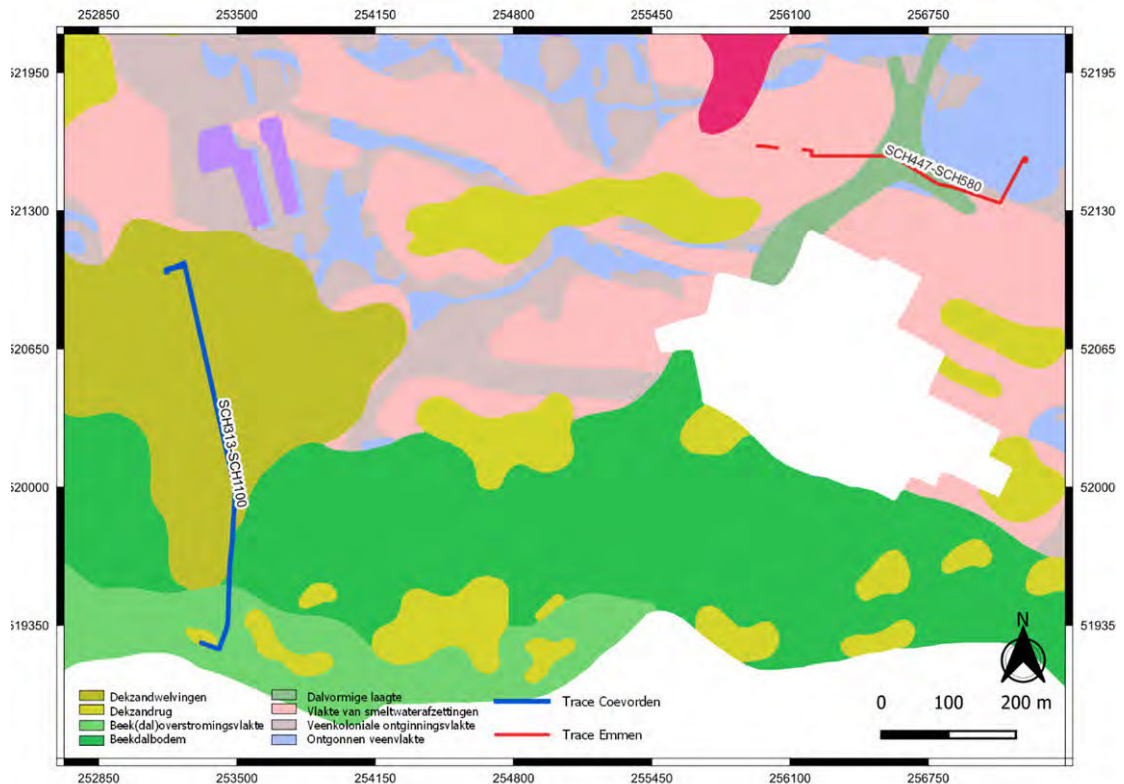 252850 253500 254150 254800 255450 256100 256750
521950 52195
SCH447-SCH580
521300 52130
520650 52065
SCH313-SCH1100
520000 52000
519350 51935
N
Dekzandwelvingen
Dekzandrug
Beek(dal)overstromingsvlakte
Beekdalbodem
Dalvormige laagte
Vlakte van smeltwaterafzettingen
Veenkoloniale ontginningsvlakte
Ontgonnen veenvlakte
Trace Coevorden
Trace Emmen
0 100 200 m
252850 253500 254150 254800 255450 256100 256750